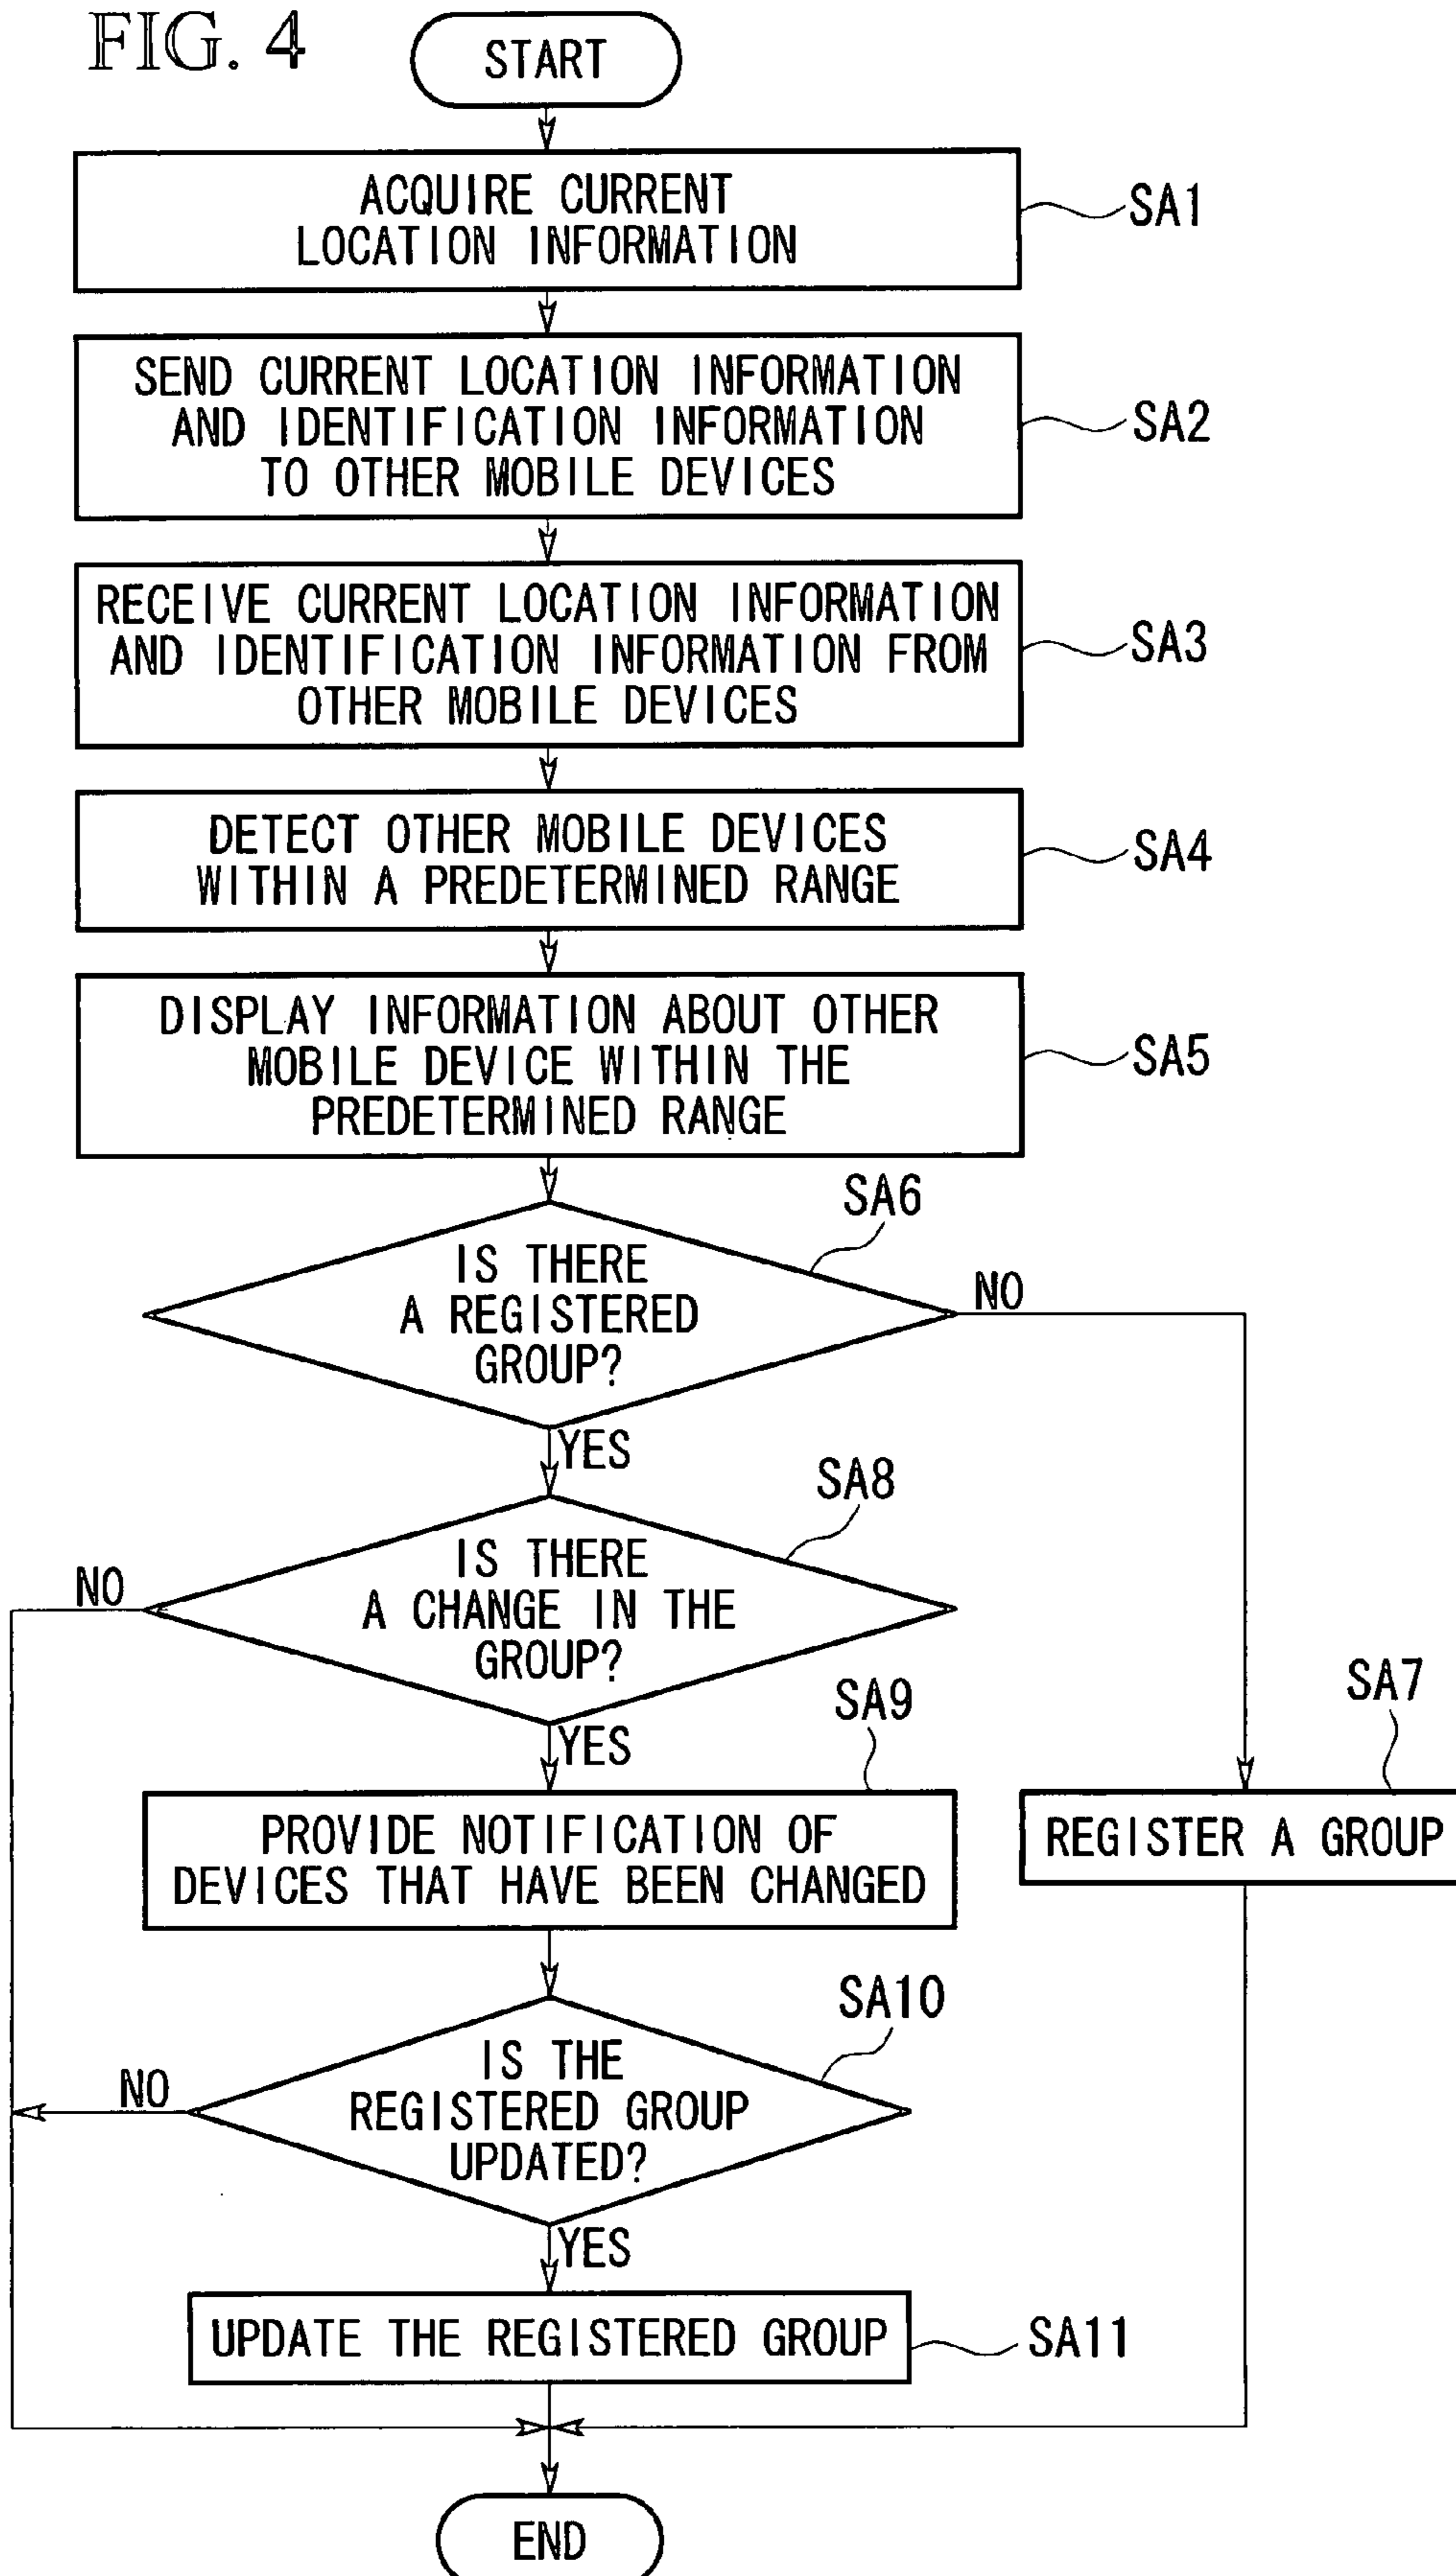 FIG. 4
START
ACQUIRE CURRENT
LOCATION INFORMATION
SA1
SEND CURRENT LOCATION INFORMATION
AND IDENTIFICATION INFORMATION
TO OTHER MOBILE DEVICES
SA2
RECEIVE CURRENT LOCATION INFORMATION
AND IDENTIFICATION INFORMATION FROM
OTHER MOBILE DEVICES
SA3
DETECT OTHER MOBILE DEVICES
WITHIN A PREDETERMINED RANGE
SA4
DISPLAY INFORMATION ABOUT OTHER
MOBILE DEVICE WITHIN THE
PREDETERMINED RANGE
SA5
SA6
IS THERE
A REGISTERED
GROUP?
NO
YES
SA8
IS THERE
A CHANGE IN THE
GROUP?
NO
YES
SA9
PROVIDE NOTIFICATION OF
DEVICES THAT HAVE BEEN CHANGED
SA7
REGISTER A GROUP
SA10
IS THE
REGISTERED GROUP
UPDATED?
NO
YES
UPDATE THE REGISTERED GROUP
SA11
END